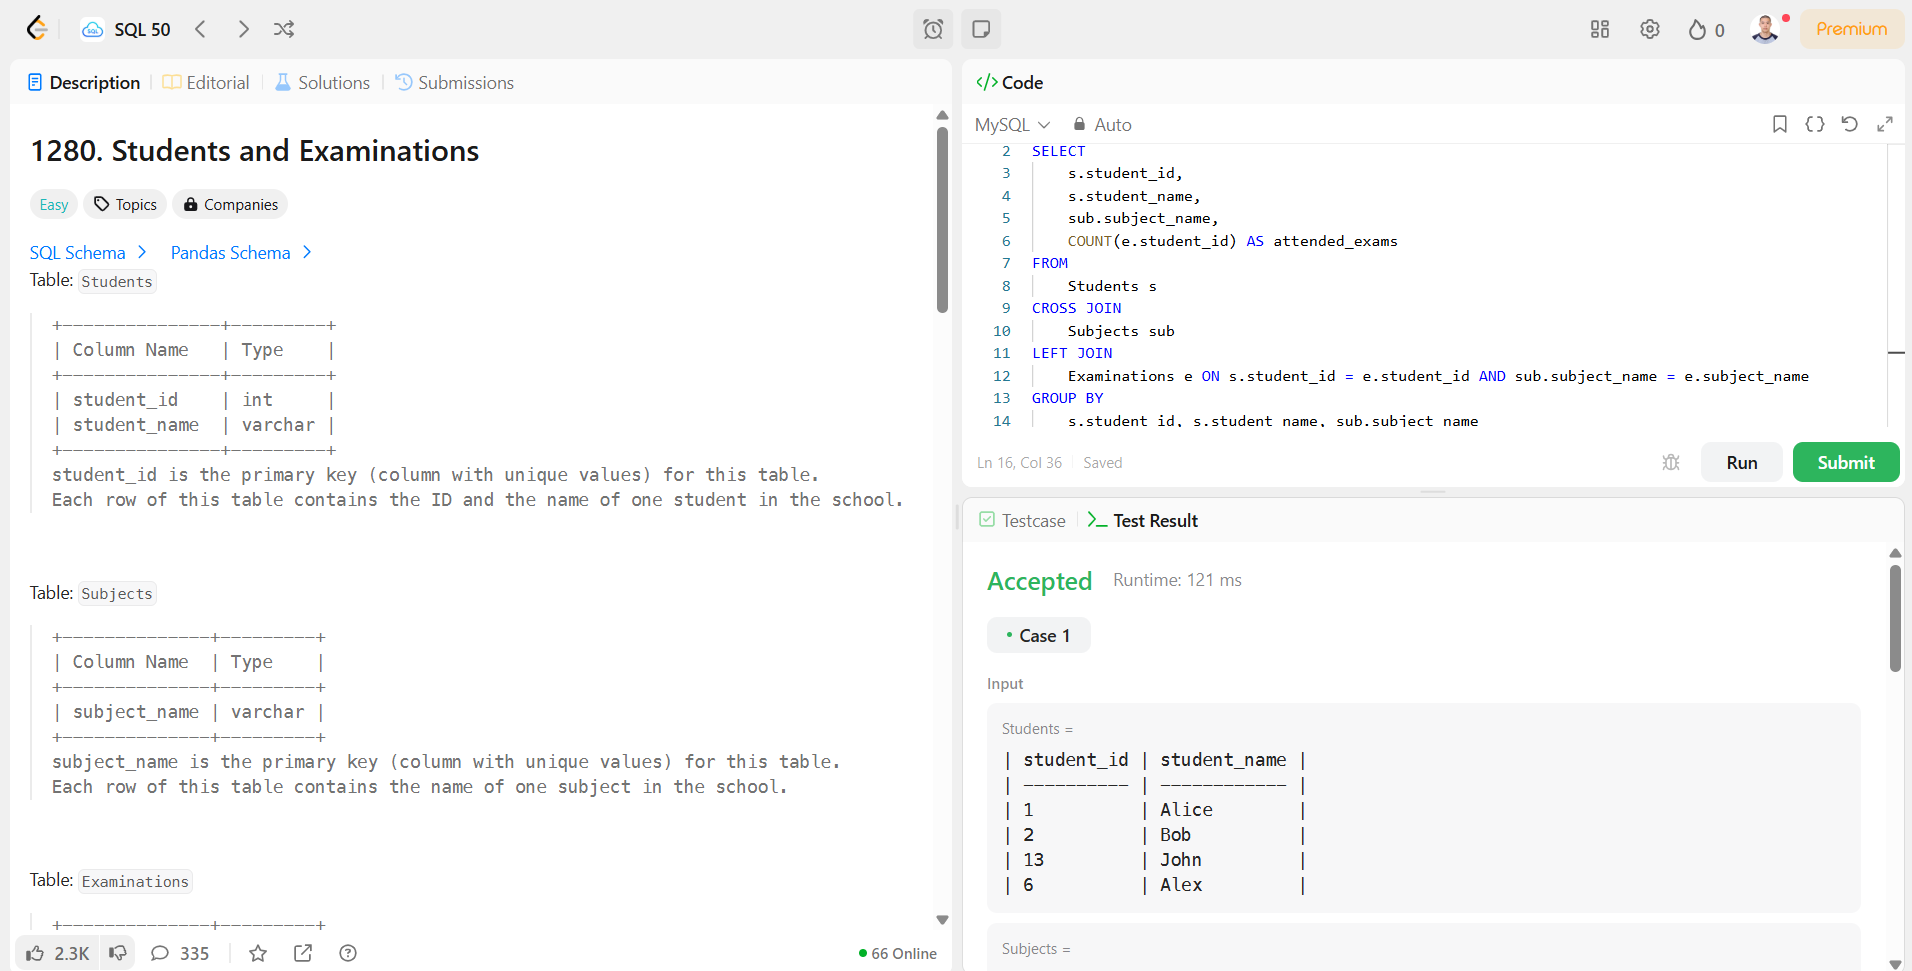 SQL 50
0
Premium
Description
Editorial
Solutions
Submissions
1280. Students and Examinations
Easy
Topics
Companies
SQL Schema
Pandas Schema
Table: Students
+---------------+---------+
| Column Name   | Type    |
+---------------+---------+
| student_id    | int     |
| student_name  | varchar |
+---------------+---------+
student_id is the primary key (column with unique values) for this table.
Each row of this table contains the ID and the name of one student in the school.
Table: Subjects
+--------------+---------+
| Column Name  | Type    |
+--------------+---------+
| subject_name | varchar |
+--------------+---------+
subject_name is the primary key (column with unique values) for this table.
Each row of this table contains the name of one subject in the school.
Table: Examinations
+--------------+---------+
2.3K
335
66 Online
</> Code
MySQL
Auto
2 SELECT
3     s.student_id,
4     s.student_name,
5     sub.subject_name,
6     COUNT(e.student_id) AS attended_exams
7 FROM
8     Students s
9 CROSS JOIN
10     Subjects sub
11 LEFT JOIN
12     Examinations e ON s.student_id = e.student_id AND sub.subject_name = e.subject_name
13 GROUP BY
14     s.student_id, s.student_name, sub.subject_name
Ln 16, Col 36
Saved
Run
Submit
Testcase
Test Result
Accepted
Runtime: 121 ms
• Case 1
Input
Students =
| student_id | student_name |
| ---------- | ------------ |
| 1          | Alice        |
| 2          | Bob          |
| 13         | John         |
| 6          | Alex         |
Subjects =